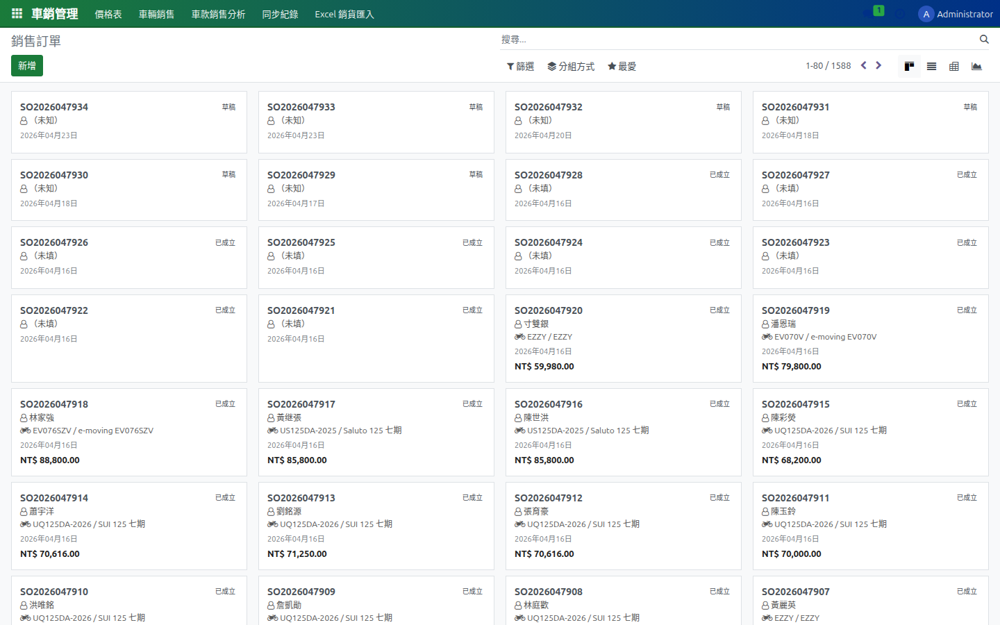 車銷管理 價格表 車輛銷售 車款銷售分析 同步紀錄 Excel 銷貨匯入 1 A Administrator
銷售訂單 搜尋...
新增 篩選 分組方式 最愛 1-80 / 1588
SO2026047934 草稿
（未知）
2026年04月23日
SO2026047933 草稿
（未知）
2026年04月23日
SO2026047932 草稿
（未知）
2026年04月20日
SO2026047931 草稿
（未知）
2026年04月18日
SO2026047930 草稿
（未知）
2026年04月18日
SO2026047929 草稿
（未知）
2026年04月17日
SO2026047928 已成立
（未填）
2026年04月16日
SO2026047927 已成立
（未填）
2026年04月16日
SO2026047926 已成立
（未填）
2026年04月16日
SO2026047925 已成立
（未填）
2026年04月16日
SO2026047924 已成立
（未填）
2026年04月16日
SO2026047923 已成立
（未填）
2026年04月16日
SO2026047922 已成立
（未填）
2026年04月16日
SO2026047921 已成立
（未填）
2026年04月16日
SO2026047920 已成立
寸雙銀
EZZY / EZZY
2026年04月16日
NT$ 59,980.00
SO2026047919 已成立
潘恩瑞
EV070V / e-moving EV070V
2026年04月16日
NT$ 79,800.00
SO2026047918 已成立
林家強
EV076SZV / e-moving EV076SZV
2026年04月16日
NT$ 88,800.00
SO2026047917 已成立
黃继張
US125DA-2025 / Saluto 125 七期
2026年04月16日
NT$ 85,800.00
SO2026047916 已成立
陳世洪
US125DA-2025 / Saluto 125 七期
2026年04月16日
NT$ 85,800.00
SO2026047915 已成立
陳彩熒
UQ125DA-2026 / SUI 125 七期
2026年04月16日
NT$ 68,200.00
SO2026047914 已成立
蕭宇洋
UQ125DA-2026 / SUI 125 七期
2026年04月16日
NT$ 70,616.00
SO2026047913 已成立
劉銘源
UQ125DA-2026 / SUI 125 七期
2026年04月16日
NT$ 71,250.00
SO2026047912 已成立
張育豪
UQ125DA-2026 / SUI 125 七期
2026年04月16日
NT$ 70,616.00
SO2026047911 已成立
陳玉鈴
UQ125DA-2026 / SUI 125 七期
2026年04月16日
NT$ 70,000.00
SO2026047910 已成立
洪唯銘
UQ125DA-2026 / SUI 125 七期
SO2026047909 已成立
詹凱勛
UQ125DA-2026 / SUI 125 七期
SO2026047908 已成立
林庭歡
UQ125DA-2026 / SUI 125 七期
SO2026047907 已成立
黃麗英
EZZY / EZZY